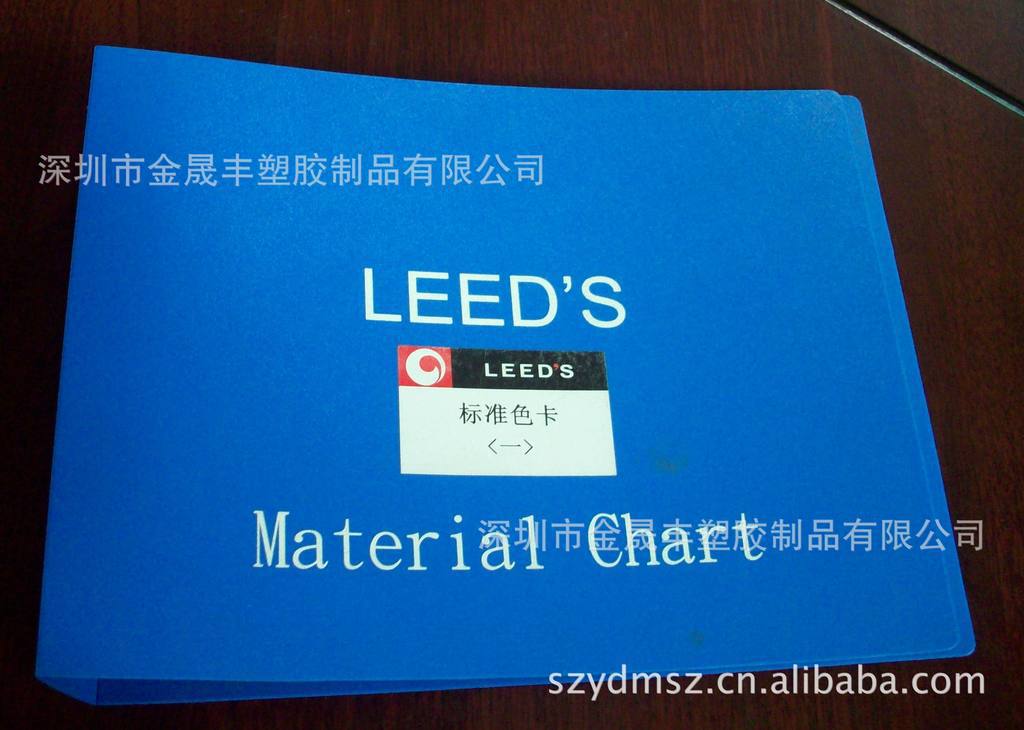 深圳市金晟丰塑胶制品有限公司
LEED'S
LEED'S
标准色卡
<一>
Material Chart
深圳市金晟丰塑胶制品有限公司
szydmsz.cn.alibaba.com